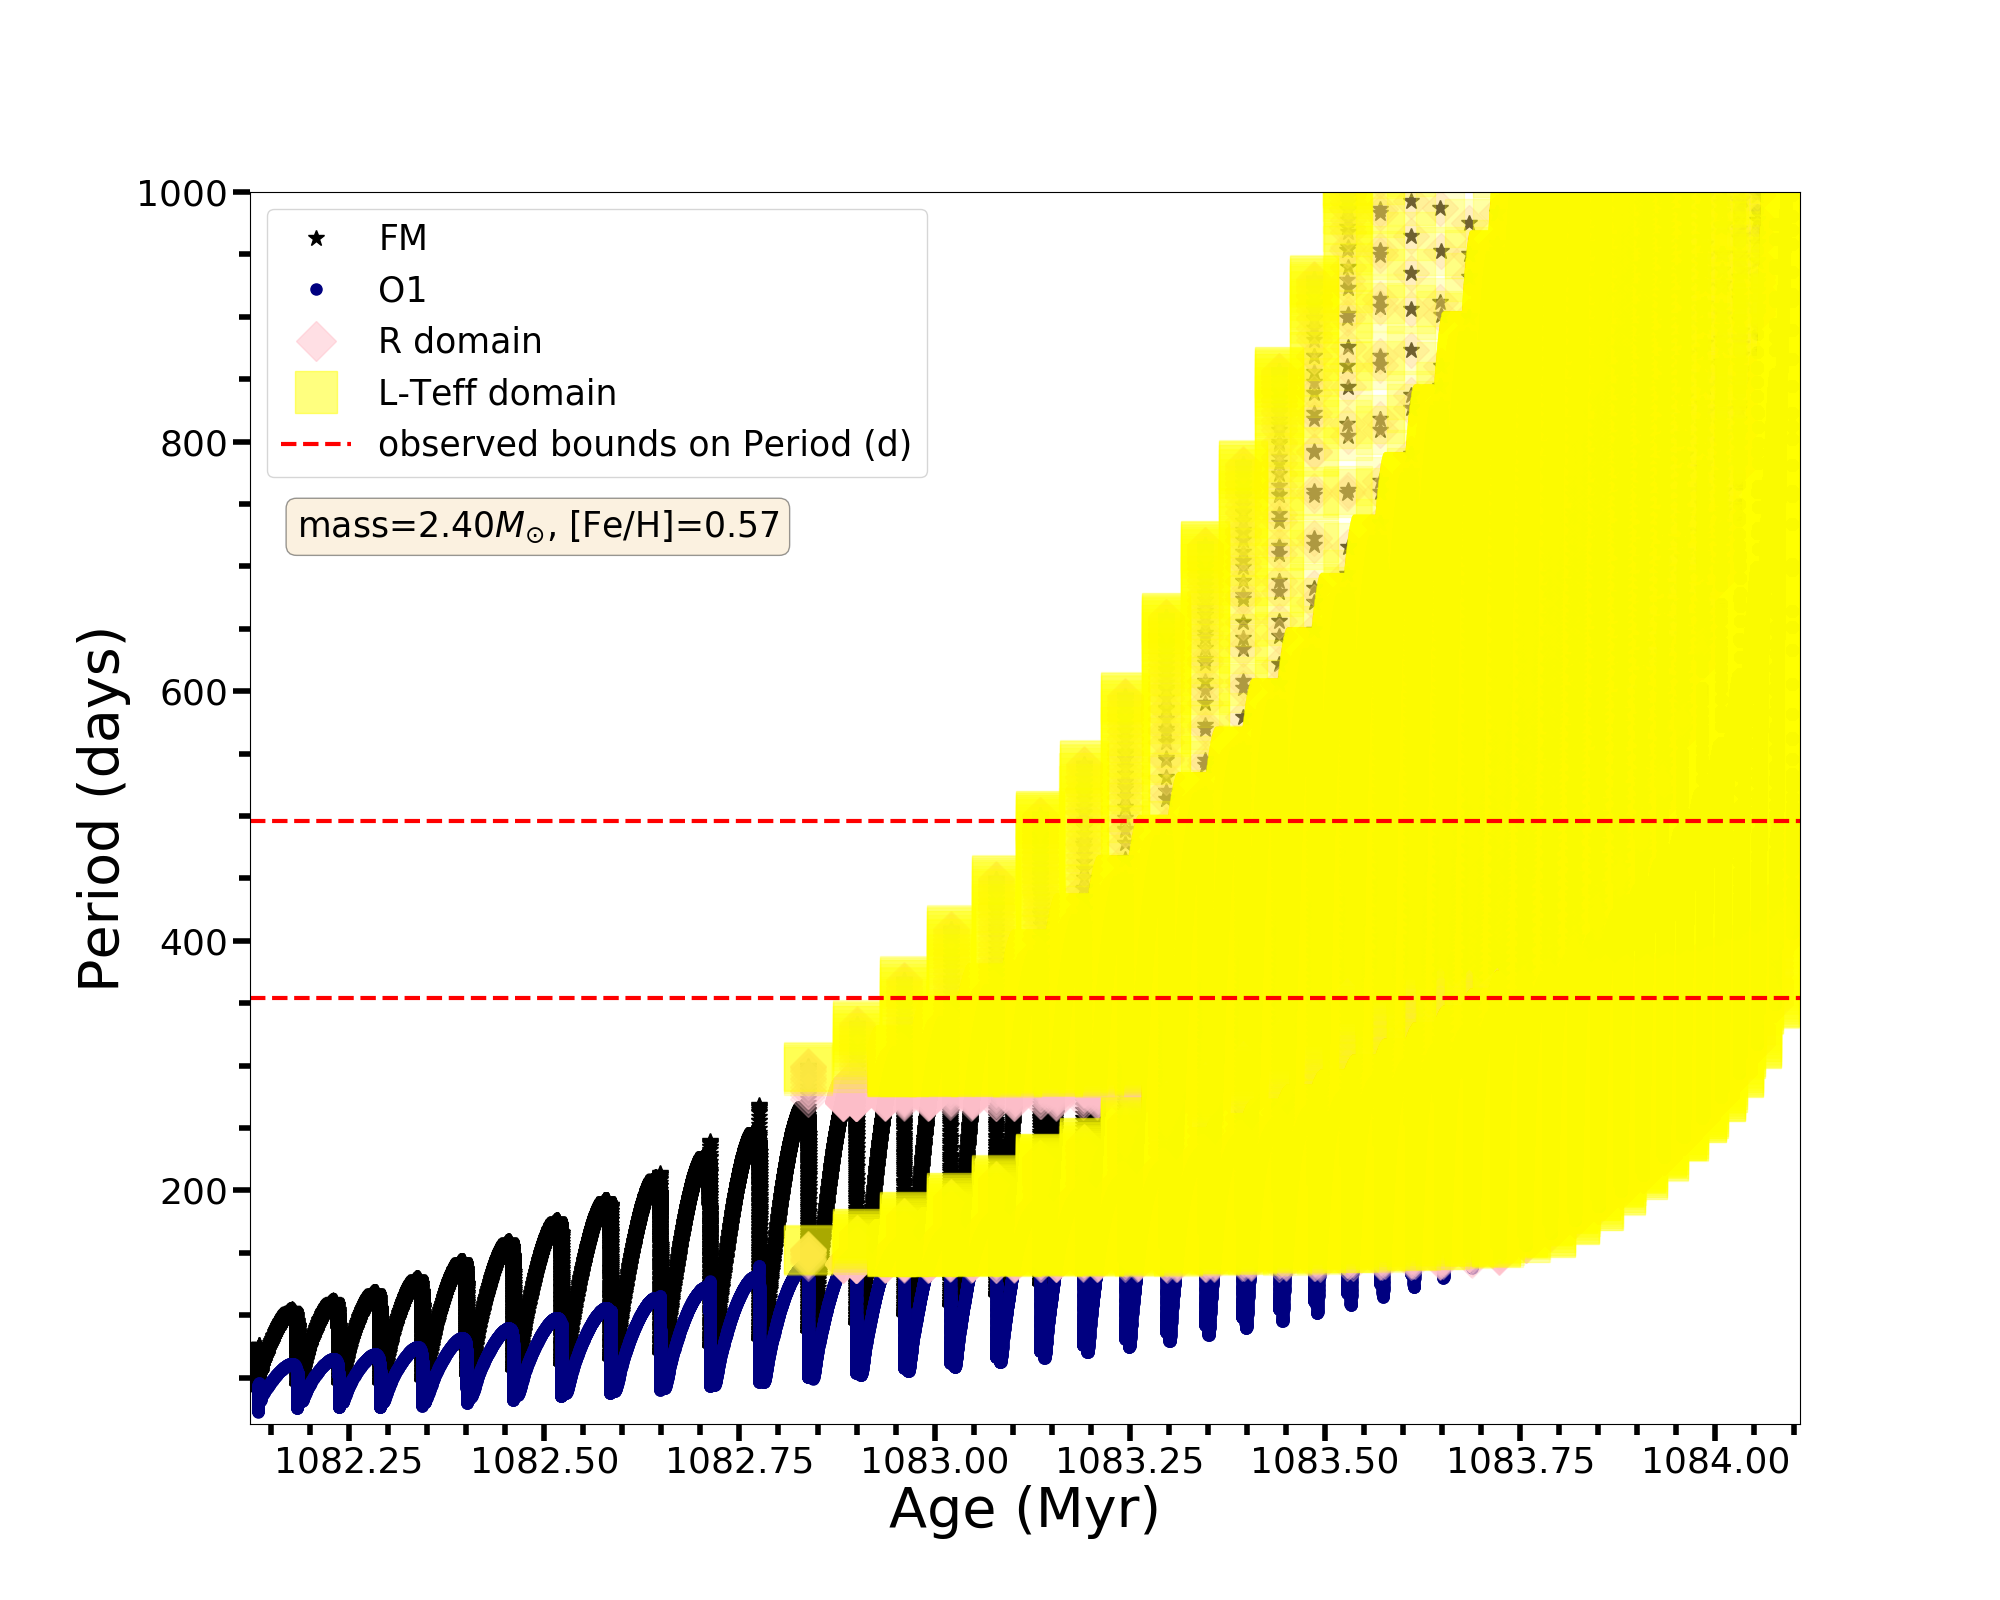 1000
800
600
400
200
Period (days)
FM
O1
R domain
L-Teff domain
observed bounds on Period (d)
mass=2.40M⊙, [Fe/H]=0.57
1082.25 1082.50 1082.75 1083.00 1083.25 1083.50 1083.75 1084.00
Age (Myr)